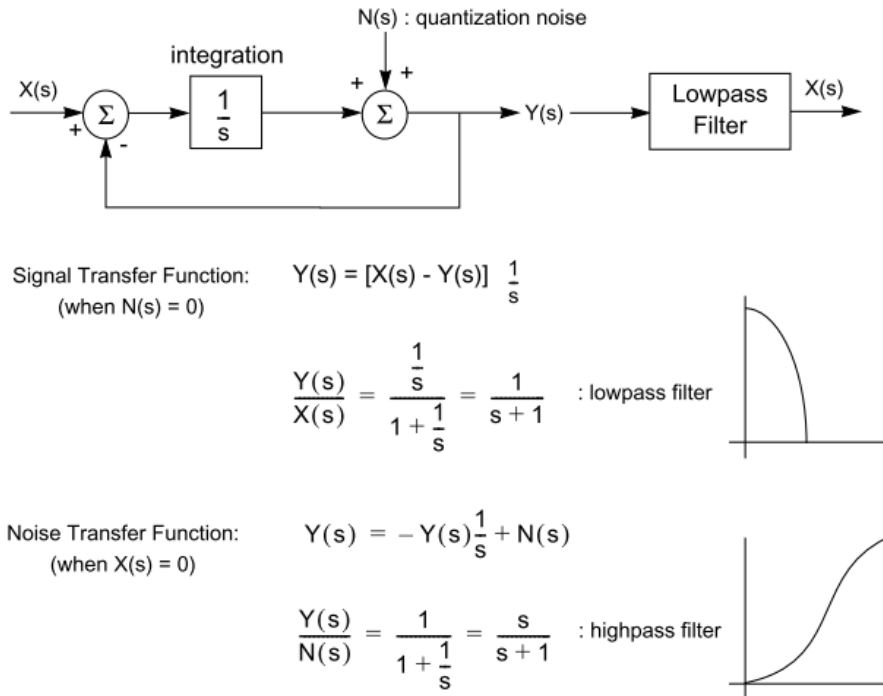 N(s) : quantization noise
integration
X(s)
+
Σ
-
1
s
+
+
Σ
Y(s)
Lowpass
Filter
X(s)
Signal Transfer Function:
(when N(s) = 0)
Y(s) = [X(s) - Y(s)] 1/s
Y(s)/X(s) = (1/s)/(1 + 1/s) = 1/(s + 1) : lowpass filter
Noise Transfer Function:
(when X(s) = 0)
Y(s) = − Y(s)1/s + N(s)
Y(s)/N(s) = 1/(1 + 1/s) = s/(s + 1) : highpass filter